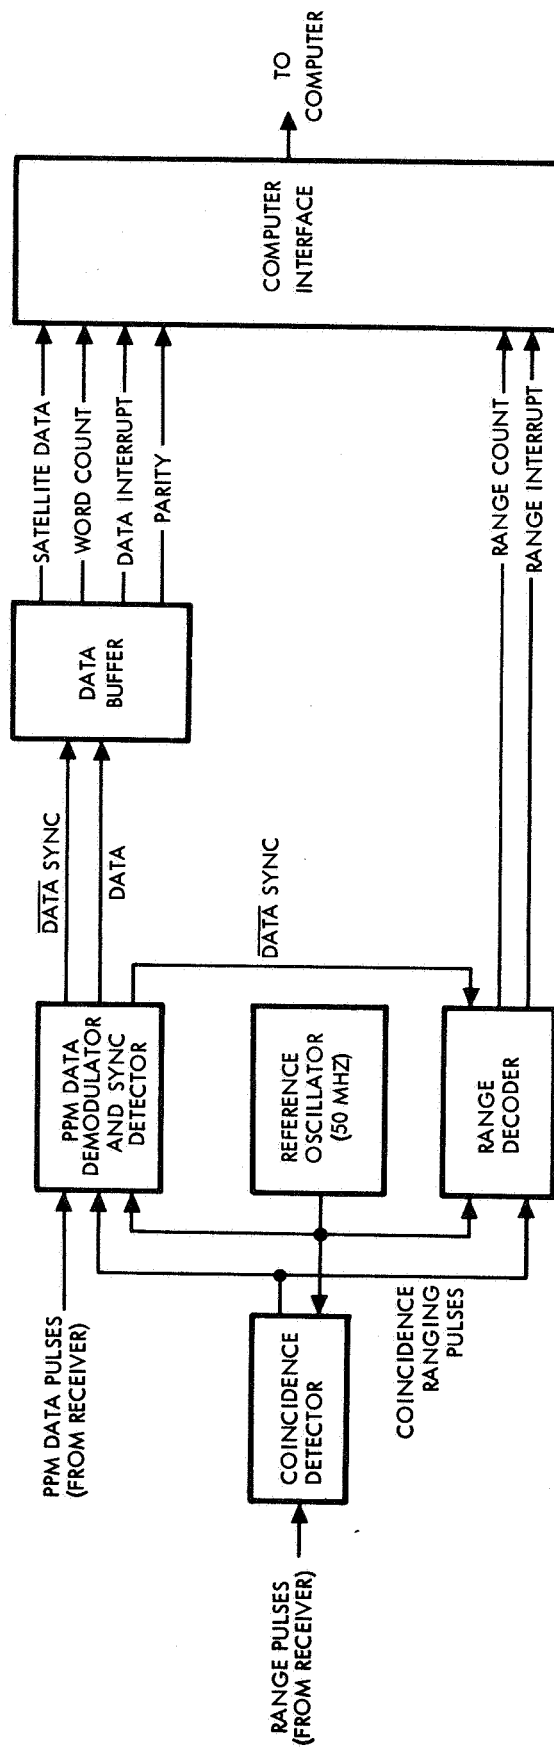 PPM DATA PULSES
(FROM RECEIVER)
RANGE PULSES
(FROM RECEIVER)
COINCIDENCE
DETECTOR
COINCIDENCE
RANGING
PULSES
PPM DATA
DEMODULATOR
AND SYNC
DETECTOR
REFERENCE
OSCILLATOR
(50 MHZ)
RANGE
DECODER
DATA SYNC
DATA
DATA SYNC
DATA
BUFFER
SATELLITE DATA
WORD COUNT
DATA INTERRUPT
PARITY
RANGE COUNT
RANGE INTERRUPT
COMPUTER
INTERFACE
TO
COMPUTER